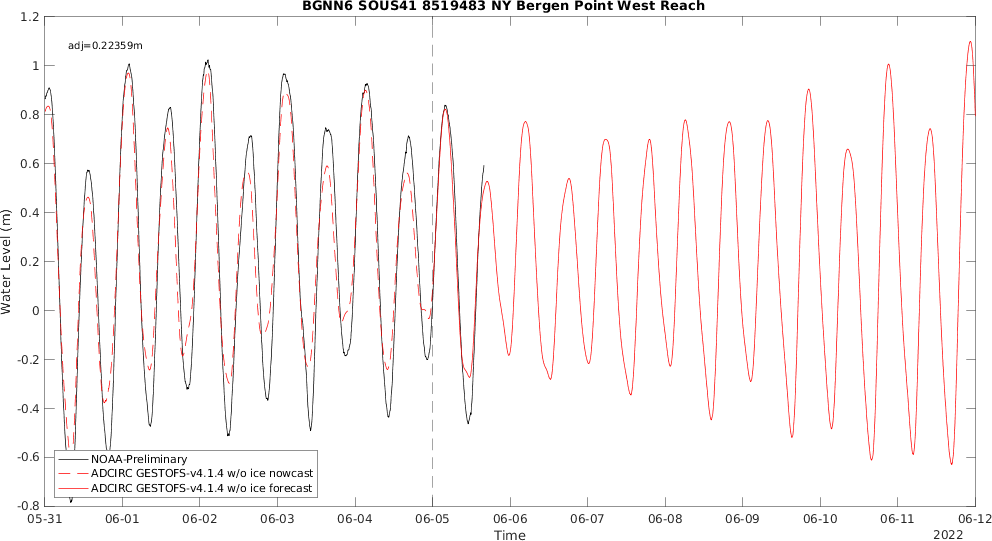 BGNN6 SOUS41 8519483 NY Bergen Point West Reach
adj=0.22359m
1.2
1
0.8
0.6
0.4
0.2
0
-0.2
-0.4
-0.6
-0.8
Water Level (m)
NOAA-Preliminary
ADCIRC GESTOFS-v4.1.4 w/o ice nowcast
ADCIRC GESTOFS-v4.1.4 w/o ice forecast
05-31 06-01 06-02 06-03 06-04 06-05 06-06 06-07 06-08 06-09 06-10 06-11 06-12
Time
2022